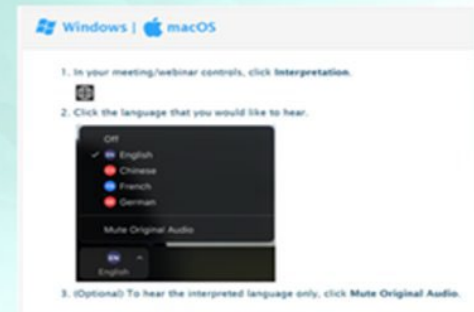 Windows | macOS
1. In your meeting/webinar controls, click Interpretation.
2. Click the language that you would like to hear.
Off
EN English
Chinese
French
German
Mute Original Audio
EN
English
3. (Optional) To hear the interpreted language only, click Mute Original Audio.